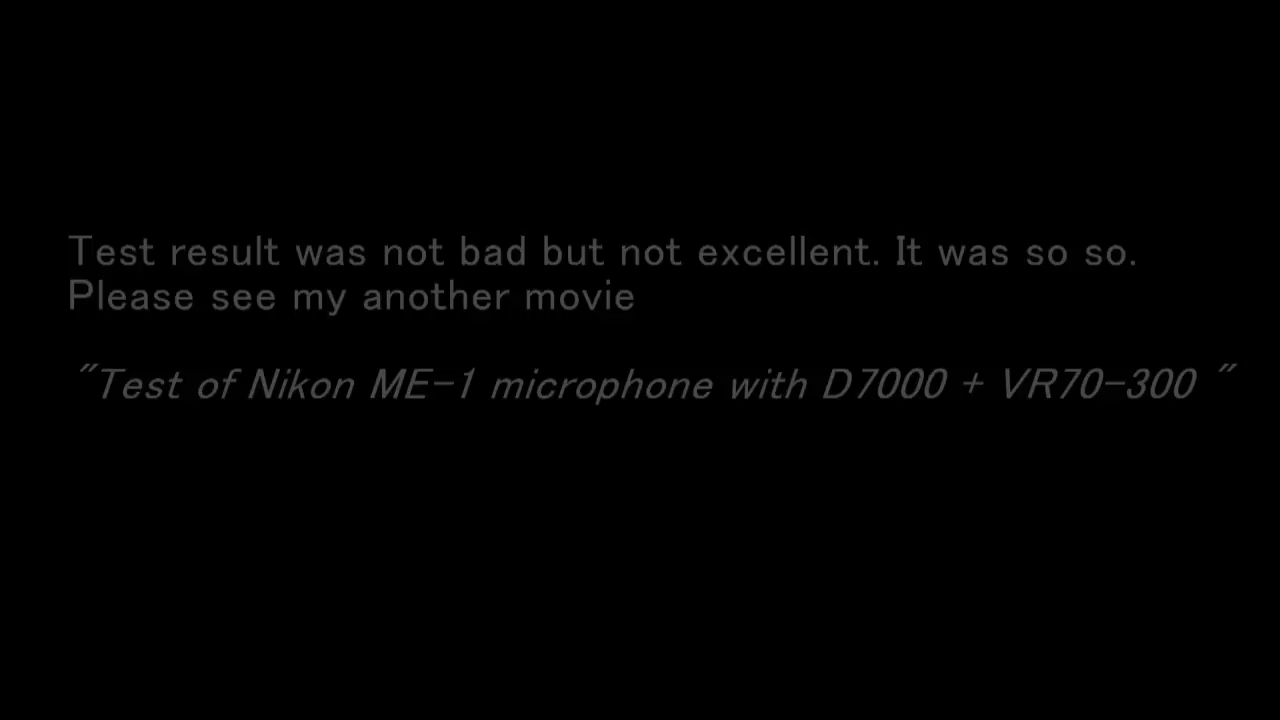 Test result was not bad but not excellent. It was so so.
Please see my another movie
"Test of Nikon ME-1 microphone with D7000 + VR70-300 "